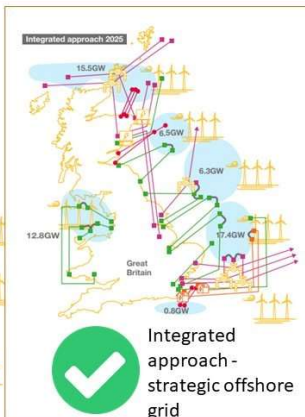 Integrated approach 2025
15.5GW
6.5GW
6.3GW
12.8GW
17.4GW
Great
Britain
0.8GW
Integrated
approach -
strategic offshore
grid